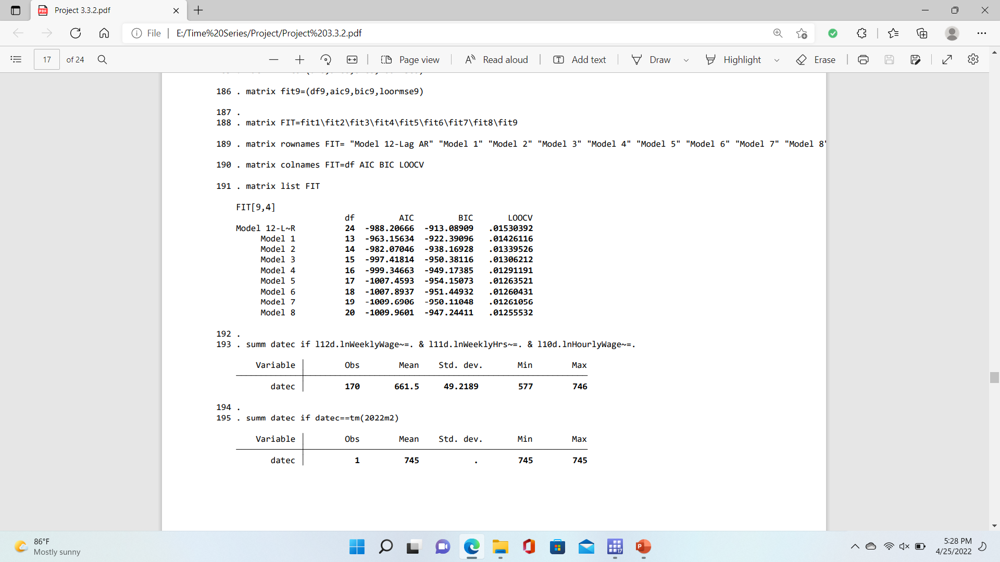 Project 3.3.2.pdf
File | E:/Time%20Series/Project/Project%203.3.2.pdf
17 of 24 Page view Read aloud Add text Draw Highlight Erase
186 . matrix fit9=(df9,aic9,bic9,loormse9)
187 .
188 . matrix FIT=fit1\fit2\fit3\fit4\fit5\fit6\fit7\fit8\fit9
189 . matrix rownames FIT= "Model 12-Lag AR" "Model 1" "Model 2" "Model 3" "Model 4" "Model 5" "Model 6" "Model 7" "Model 8"
190 . matrix colnames FIT=df AIC BIC LOOCV
191 . matrix list FIT
FIT[9,4]
df AIC BIC LOOCV
Model 12-L~R 24 -988.20666 -913.08909 .01530392
Model 1 13 -963.15634 -922.39096 .01426116
Model 2 14 -982.07046 -938.16928 .01339526
Model 3 15 -997.41814 -950.38116 .01306212
Model 4 16 -999.34663 -949.17385 .01291191
Model 5 17 -1007.4593 -954.15073 .01263521
Model 6 18 -1007.8937 -951.44932 .01260431
Model 7 19 -1009.6906 -950.11048 .01261056
Model 8 20 -1009.9601 -947.24411 .01255532
192 .
193 . summ datec if l12d.lnWeeklyWage~=. & l11d.lnWeeklyHrs~=. & l10d.lnHourlyWage~=.
Variable Obs Mean Std. dev. Min Max
datec 170 661.5 49.2189 577 746
194 .
195 . summ datec if datec==tm(2022m2)
Variable Obs Mean Std. dev. Min Max
datec 1 745 . 745 745
86°F
Mostly sunny
5:28 PM
4/25/2022